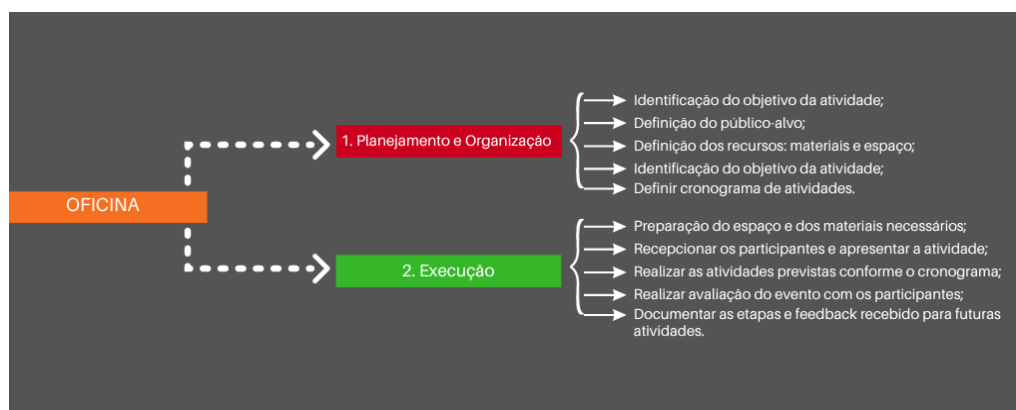 OFICINA
1. Planejamento e Organização
Identificação do objetivo da atividade;
Definição do público-alvo;
Definição dos recursos: materiais e espaço;
Identificação do objetivo da atividade;
Definir cronograma de atividades.
2. Execução
Preparação do espaço e dos materiais necessários;
Recepcionar os participantes e apresentar a atividade;
Realizar as atividades previstas conforme o cronograma;
Realizar avaliação do evento com os participantes;
Documentar as etapas e feedback recebido para futuras
atividades.